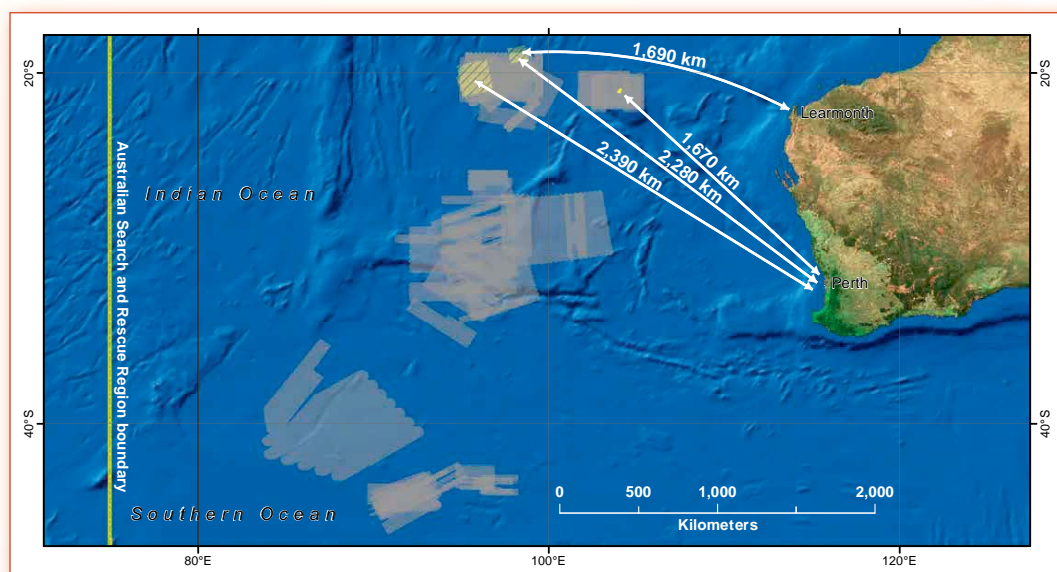 1,690 km
20°S
20°S
Learmonth
1,670 km
2,280 km
2,390 km
Australian Search and Rescue Region boundary
Indian Ocean
Perth
40°S
40°S
0 500 1,000 2,000
Kilometers
Southern Ocean
80°E 100°E 120°E